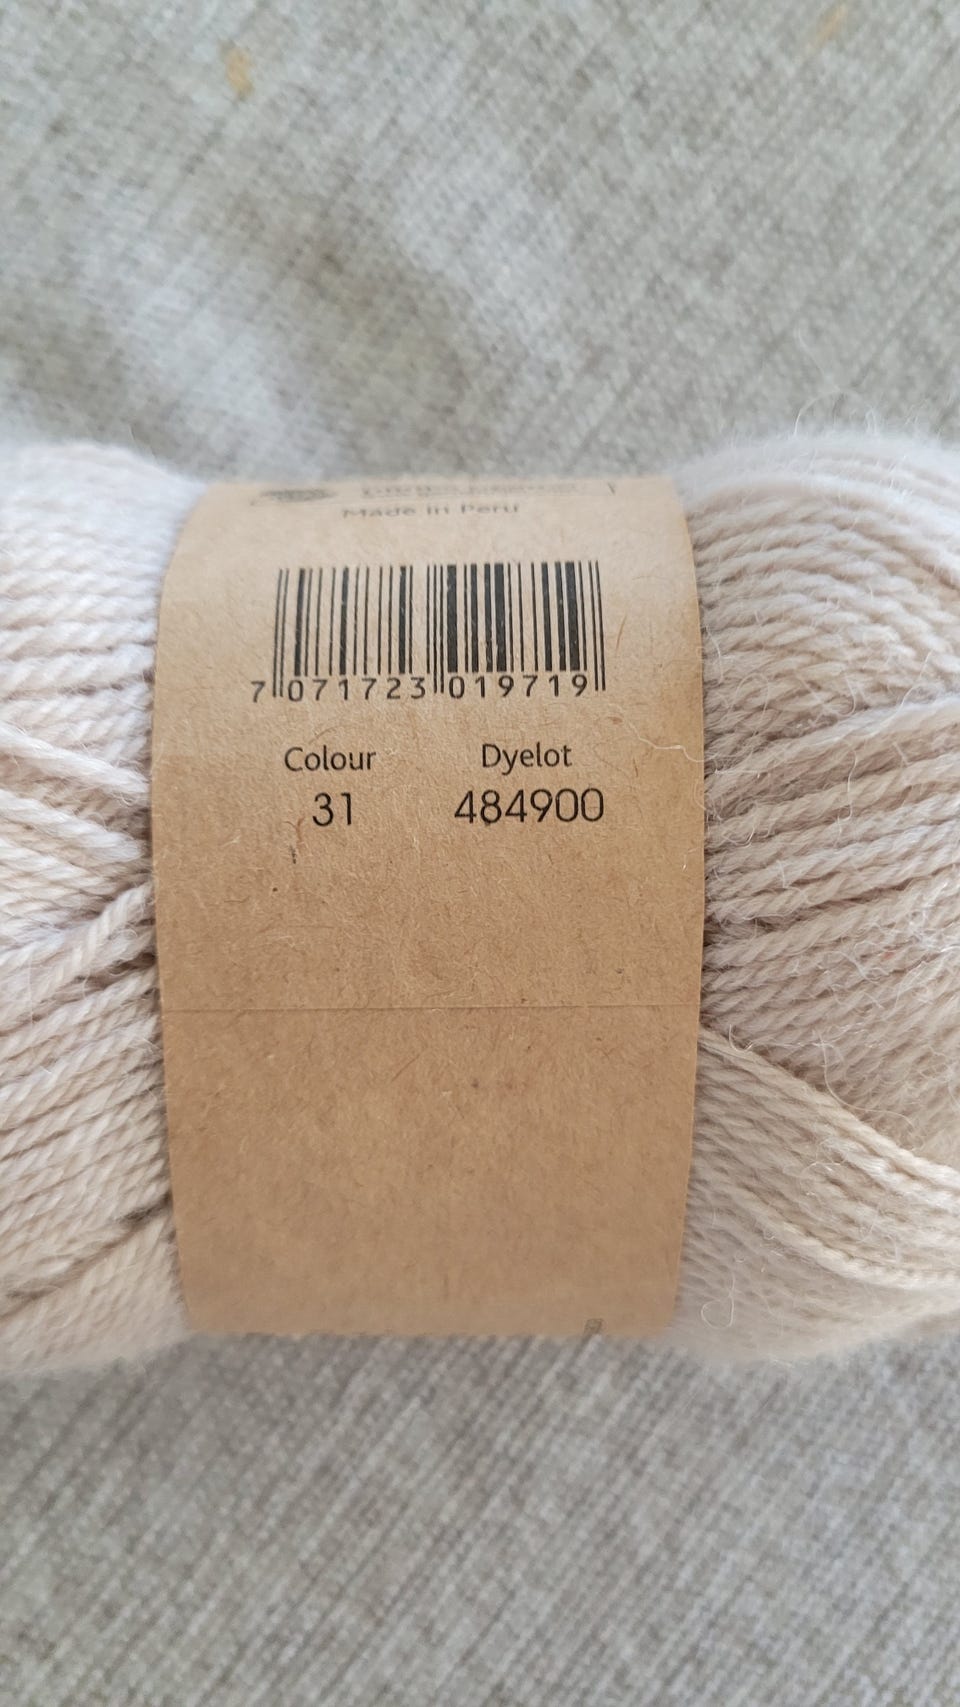 Made in Peru
7 071723 019719
Colour Dyelot
31 484900